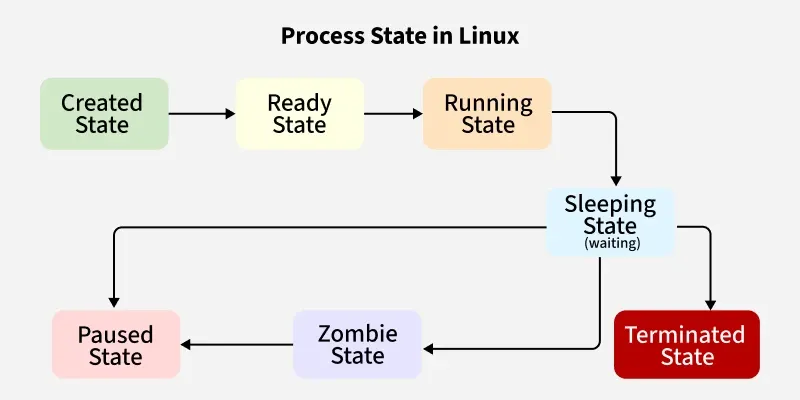 Process State in Linux
Created
State
Ready
State
Running
State
Sleeping
State
(waiting)
Paused
State
Zombie
State
Terminated
State